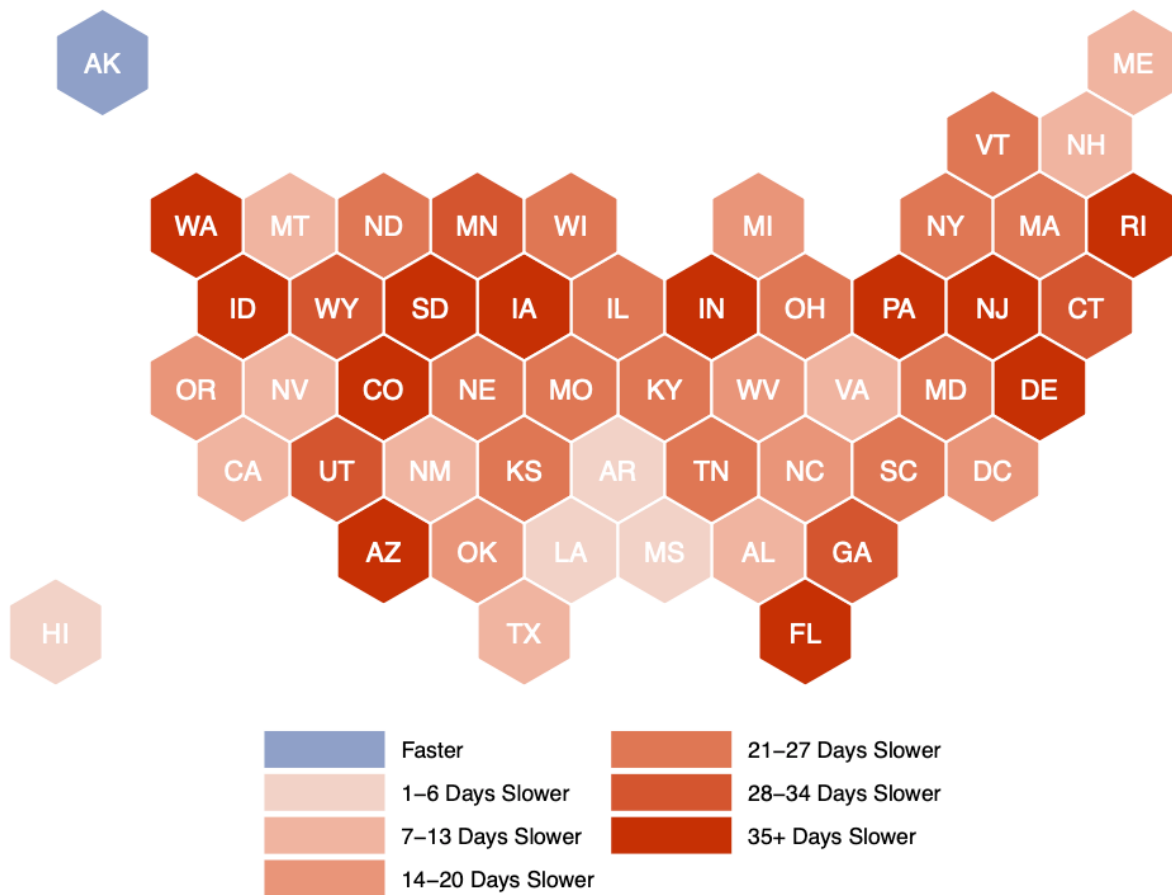 AK ME
VT NH
WA MT ND MN WI MI NY MA RI
ID WY SD IA IL IN OH PA NJ CT
OR NV CO NE MO KY WV VA MD DE
CA UT NM KS AR TN NC SC DC
AZ OK LA MS AL GA
HI TX FL
Faster
1–6 Days Slower
7–13 Days Slower
14–20 Days Slower
21–27 Days Slower
28–34 Days Slower
35+ Days Slower